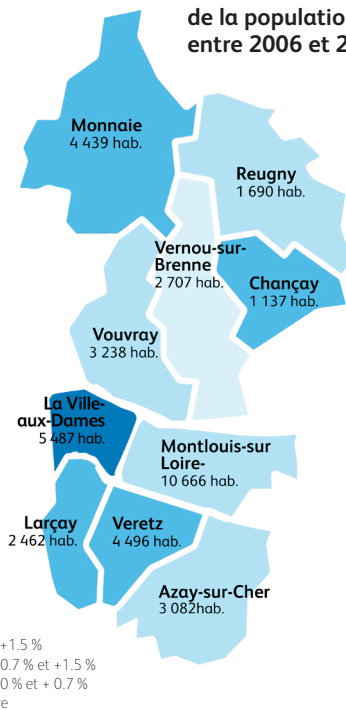 de la populatio
entre 2006 et 2
Monnaie
4 439 hab.
Reugny
1 690 hab.
Vernou-sur-
Brenne
2 707 hab.
Chançay
1 137 hab.
Vouvray
3 238 hab.
La Ville-
aux-Dames
5 487 hab.
Montlouis-sur
Loire-
10 666 hab.
Larçay
2 462 hab.
Veretz
4 496 hab.
Azay-sur-Cher
3 082hab.
+1.5 %
0.7 % et +1.5 %
0 % et + 0.7 %
e